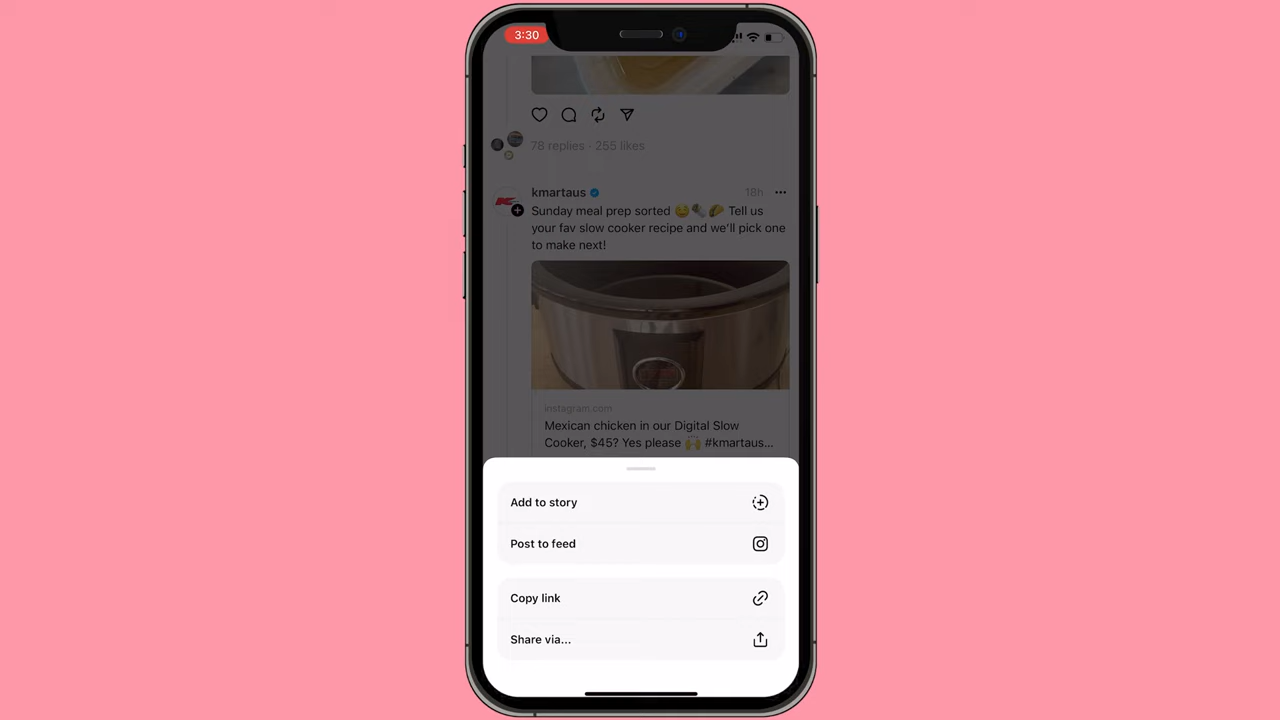 3:30
78 replies · 255 likes
kmartaus 18h
Sunday meal prep sorted 😋🌯🌮 Tell us
your fav slow cooker recipe and we'll pick one
to make next!
instagram.com
Mexican chicken in our Digital Slow
Cooker, $45? Yes please 🙌 #kmartaus...
Add to story
Post to feed
Copy link
Share via...